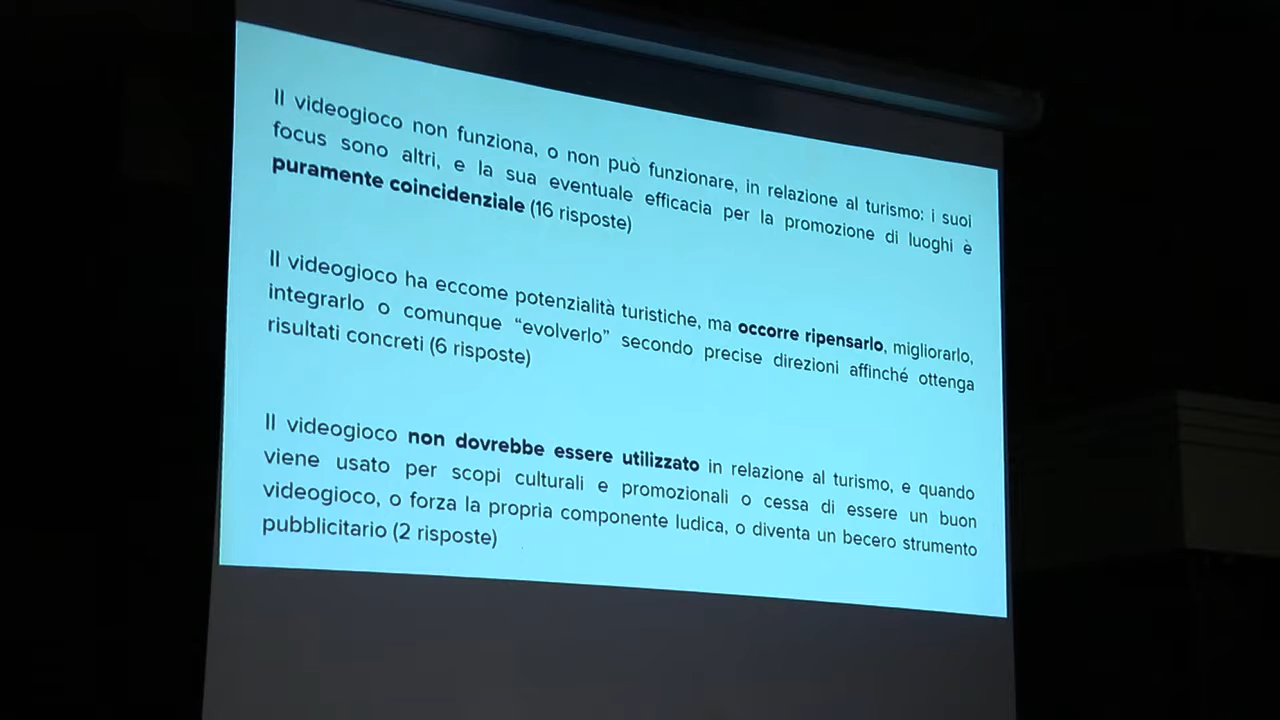 Il videogioco non funziona, o non può funzionare, in relazione al turismo: i suoi
focus sono altri, e la sua eventuale efficacia per la promozione di luoghi è
puramente coincidenziale (16 risposte)
Il videogioco ha eccome potenzialità turistiche, ma occorre ripensarlo, migliorarlo,
integrarlo o comunque “evolverlo” secondo precise direzioni affinché ottenga
risultati concreti (6 risposte)
Il videogioco non dovrebbe essere utilizzato in relazione al turismo, e quando
viene usato per scopi culturali e promozionali o cessa di essere un buon
videogioco, o forza la propria componente ludica, o diventa un becero strumento
pubblicitario (2 risposte)